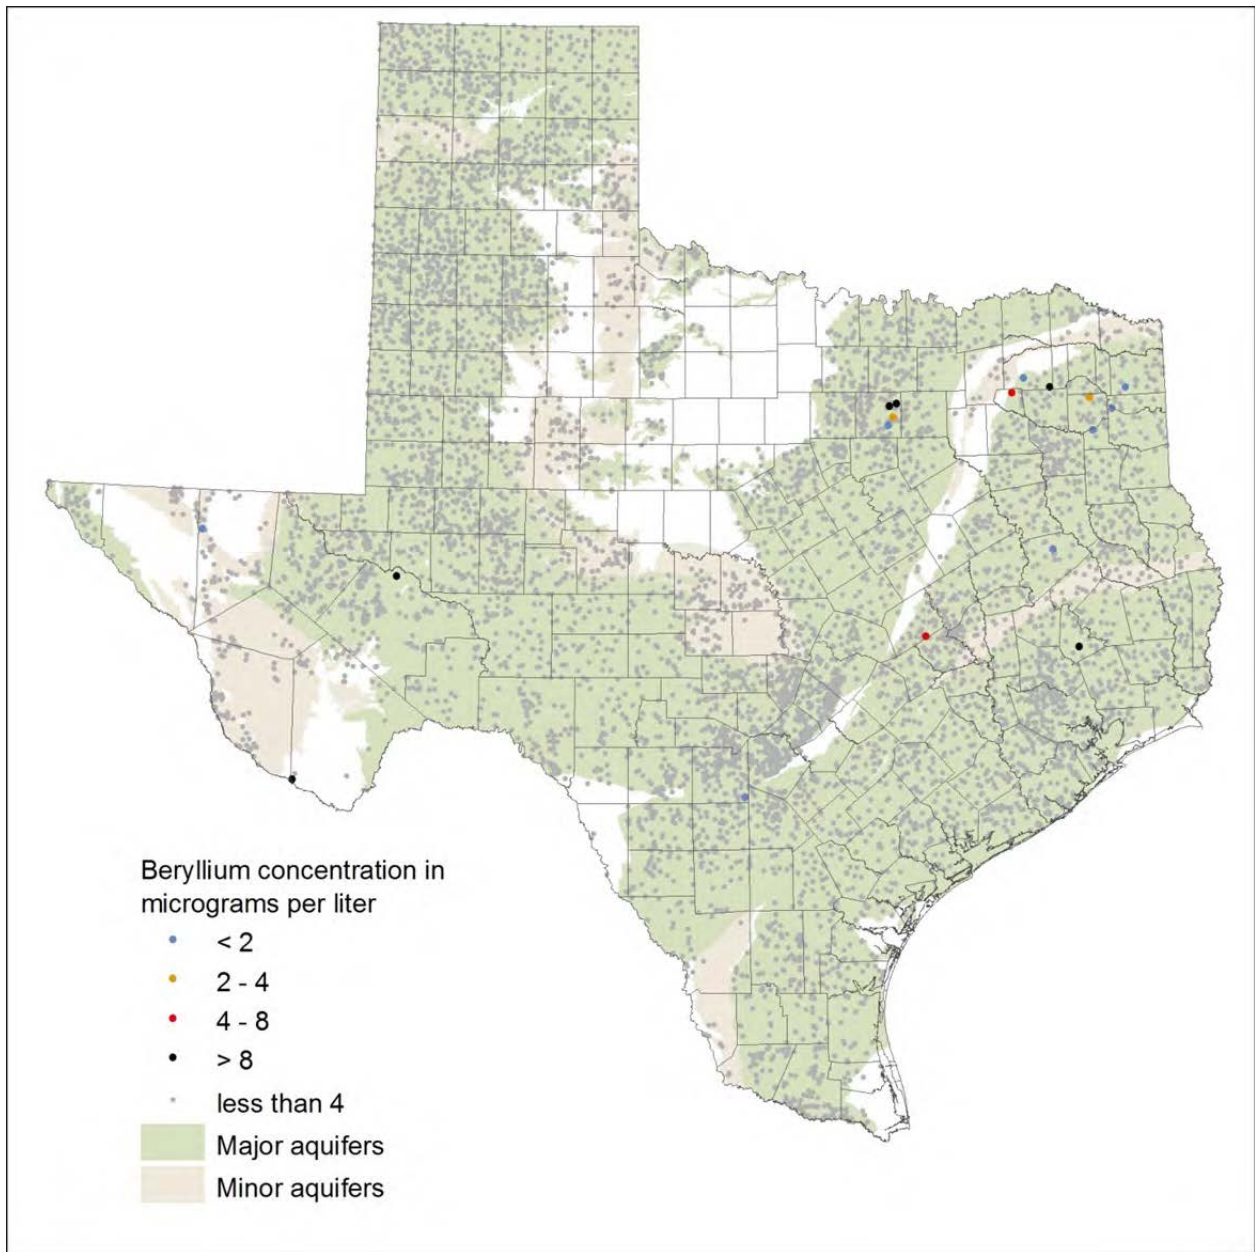 Beryllium concentration in
micrograms per liter
< 2
2 - 4
4 - 8
> 8
less than 4
Major aquifers
Minor aquifers